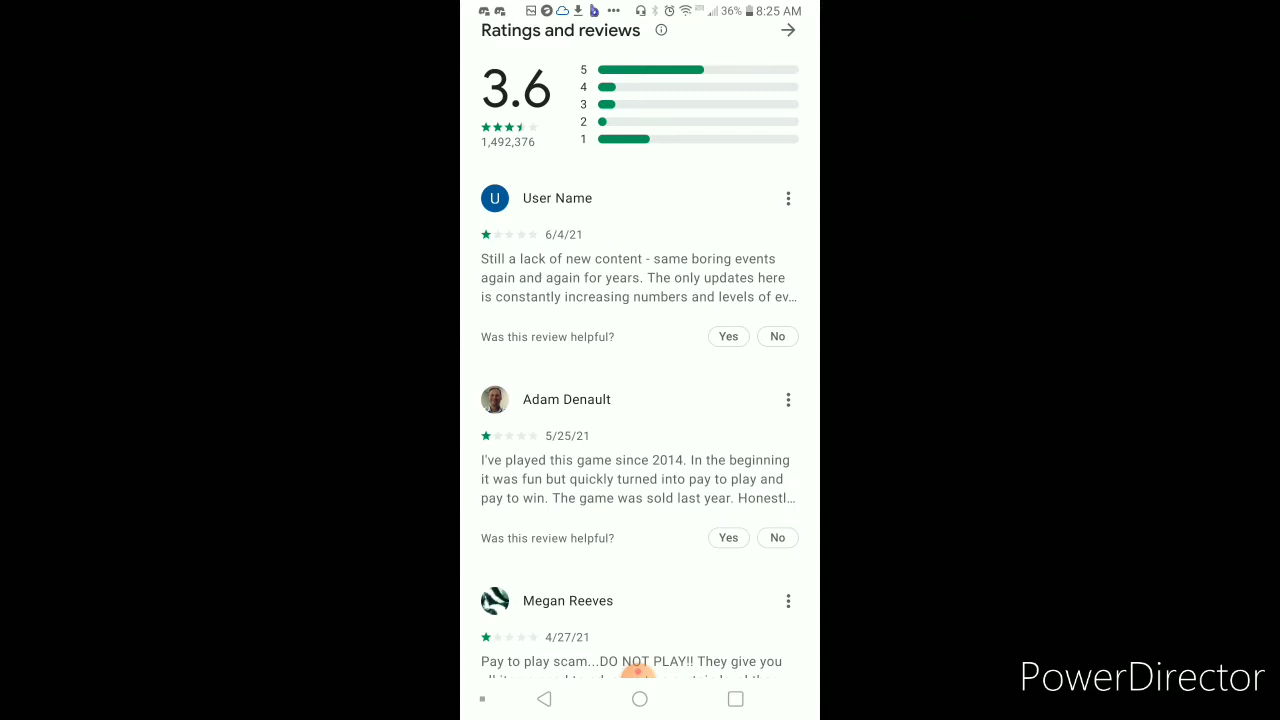 36% 8:25 AM
Ratings and reviews
3.6
1,492,376
5
4
3
2
1
U
User Name
6/4/21
Still a lack of new content - same boring events
again and again for years. The only updates here
is constantly increasing numbers and levels of ev...
Was this review helpful?
Yes
No
Adam Denault
5/25/21
I've played this game since 2014. In the beginning
it was fun but quickly turned into pay to play and
pay to win. The game was sold last year. Honestl...
Was this review helpful?
Yes
No
Megan Reeves
4/27/21
Pay to play scam...DO NOT PLAY!! They give you
PowerDirector